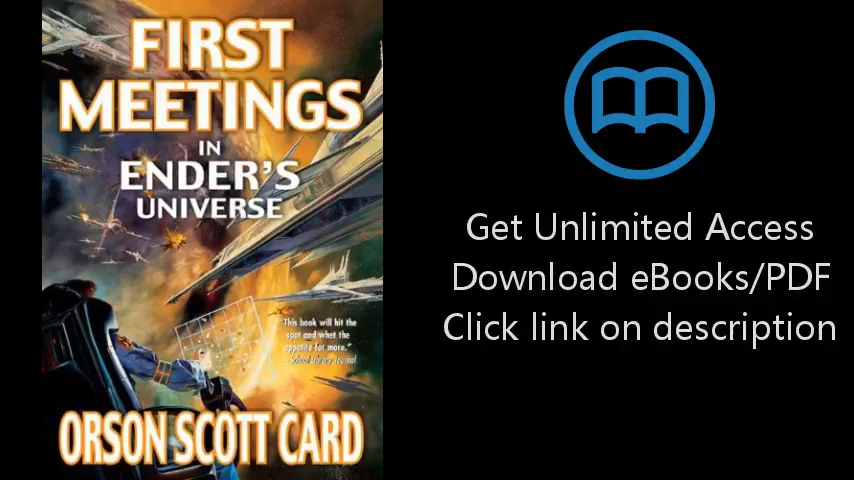 FIRST
MEETINGS
IN
ENDER'S
UNIVERSE
"This book will hit the
spot and whet the
appetite for more."
- School Library Journal
ORSON SCOTT CARD
Get Unlimited Access
Download eBooks/PDF
Click link on description